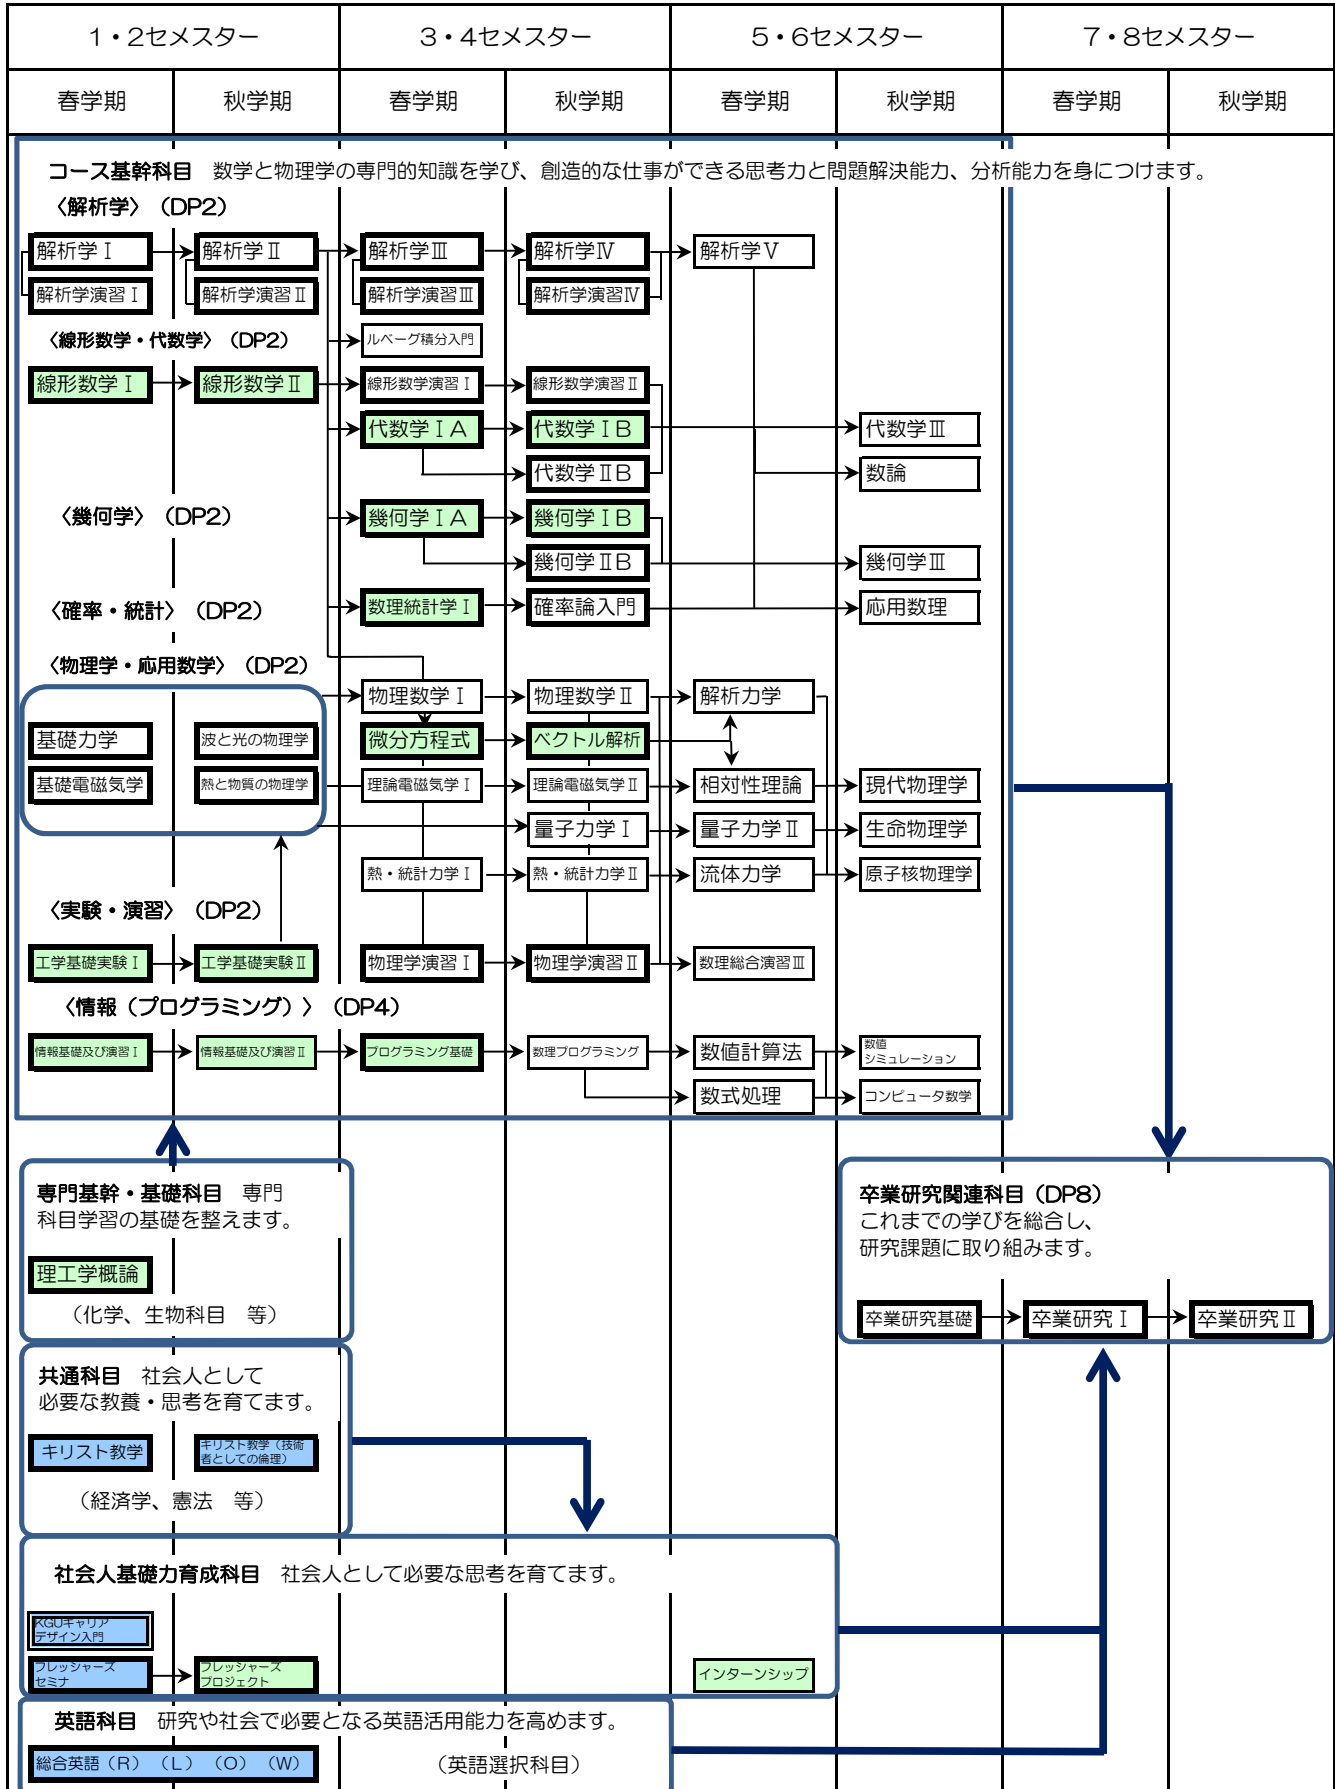 1・2セメスター 3・4セメスター 5・6セメスター 7・8セメスター
春学期 秋学期 春学期 秋学期 春学期 秋学期 春学期 秋学期
コース基幹科目　数学と物理学の専門的知識を学び、創造的な仕事ができる思考力と問題解決能力、分析能力を身につけます。
〈解析学〉（DP2）
解析学Ⅰ 解析学Ⅱ 解析学Ⅲ 解析学Ⅳ 解析学Ⅴ
解析学演習Ⅰ 解析学演習Ⅱ 解析学演習Ⅲ 解析学演習Ⅳ
〈線形数学・代数学〉（DP2） ルベーグ積分入門
線形数学Ⅰ 線形数学Ⅱ 線形数学演習Ⅰ 線形数学演習Ⅱ
代数学ⅠA 代数学ⅠB 代数学Ⅲ
代数学ⅡB 数論
〈幾何学〉（DP2） 幾何学ⅠA 幾何学ⅠB
幾何学ⅡB 幾何学Ⅲ
〈確率・統計〉（DP2） 数理統計学Ⅰ 確率論入門 応用数理
〈物理学・応用数学〉（DP2）
物理数学Ⅰ 物理数学Ⅱ 解析力学
基礎力学 波と光の物理学 微分方程式 ベクトル解析
基礎電磁気学 熱と物質の物理学 理論電磁気学Ⅰ 理論電磁気学Ⅱ 相対性理論 現代物理学
量子力学Ⅰ 量子力学Ⅱ 生命物理学
熱・統計力学Ⅰ 熱・統計力学Ⅱ 流体力学 原子核物理学
〈実験・演習〉（DP2）
工学基礎実験Ⅰ 工学基礎実験Ⅱ 物理学演習Ⅰ 物理学演習Ⅱ 数理総合演習Ⅲ
〈情報（プログラミング）〉（DP4）
情報基礎及び演習Ⅰ 情報基礎及び演習Ⅱ プログラミング基礎 数理プログラミング 数値計算法 数値
シミュレーション
数式処理 コンピュータ数学
専門基幹・基礎科目　専門
科目学習の基礎を整えます。
理工学概論
（化学、生物科目　等）
卒業研究関連科目（DP8）
これまでの学びを総合し、
研究課題に取り組みます。
卒業研究基礎 卒業研究Ⅰ 卒業研究Ⅱ
共通科目　社会人として
必要な教養・思考を育てます。
キリスト教学 キリスト教学（技術
者としての倫理）
（経済学、憲法　等）
社会人基礎力育成科目　社会人として必要な思考を育てます。
KGUキャリア
デザイン入門
フレッシャーズ
セミナ
フレッシャーズ
プロジェクト
インターンシップ
英語科目　研究や社会で必要となる英語活用能力を高めます。
総合英語（R）（L）（O）（W） （英語選択科目）